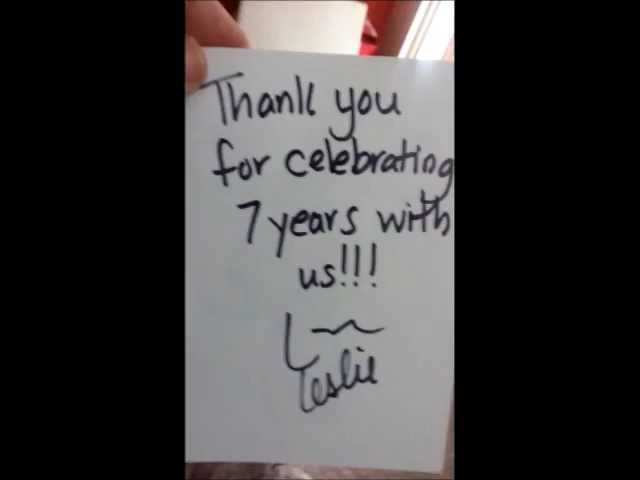 Thank you
for celebrating
7 years with
us!!!
Leslie